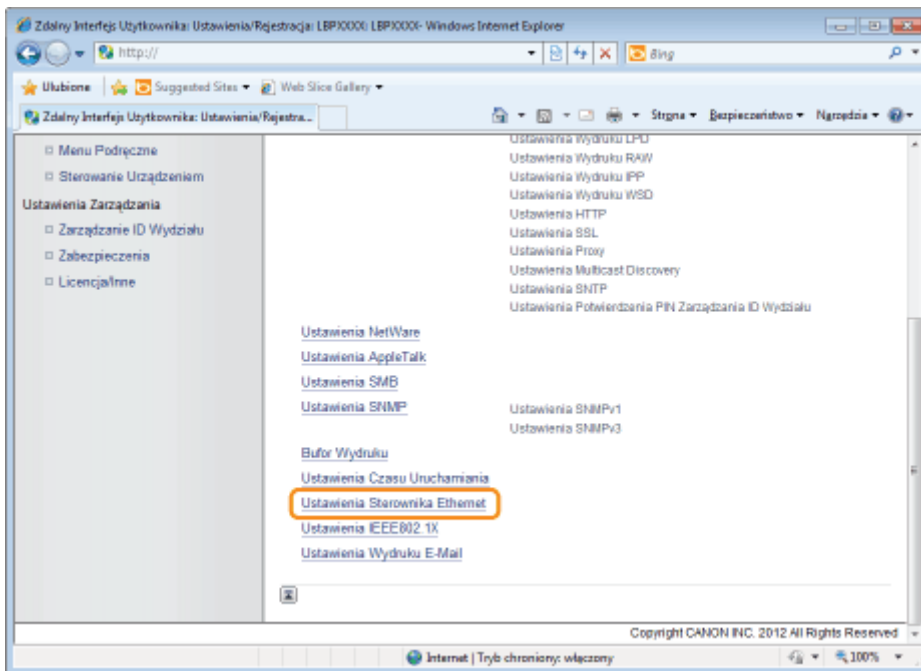 Zdalny Interfejs Użytkownika: Ustawienia/Rejestracja: LBPXXXX: LBPXXXX- Windows Internet Explorer
http://
Bing
Ulubione Suggested Sites Web Slice Gallery
Zdalny Interfejs Użytkownika: Ustawienia/Rejestra...
Strona Bezpieczeństwo Narzędzia
Menu Podręczne
Sterowanie Urządzeniem
Ustawienia Zarządzania
Zarządzanie ID Wydziału
Zabezpieczenia
Licencja/Inne
Ustawienia Wydruku LPD
Ustawienia Wydruku RAW
Ustawienia Wydruku IPP
Ustawienia Wydruku WSD
Ustawienia HTTP
Ustawienia SSL
Ustawienia Proxy
Ustawienia Multicast Discovery
Ustawienia SNTP
Ustawienia Potwierdzenia PIN Zarządzania ID Wydziału
Ustawienia NetWare
Ustawienia AppleTalk
Ustawienia SMB
Ustawienia SNMP
Ustawienia SNMPv1
Ustawienia SNMPv3
Bufor Wydruku
Ustawienia Czasu Uruchamiania
Ustawienia Sterownika Ethernet
Ustawienia IEEE802.1X
Ustawienia Wydruku E-Mail
Copyright CANON INC. 2012 All Rights Reserved
Internet | Tryb chroniony: włączony
100%